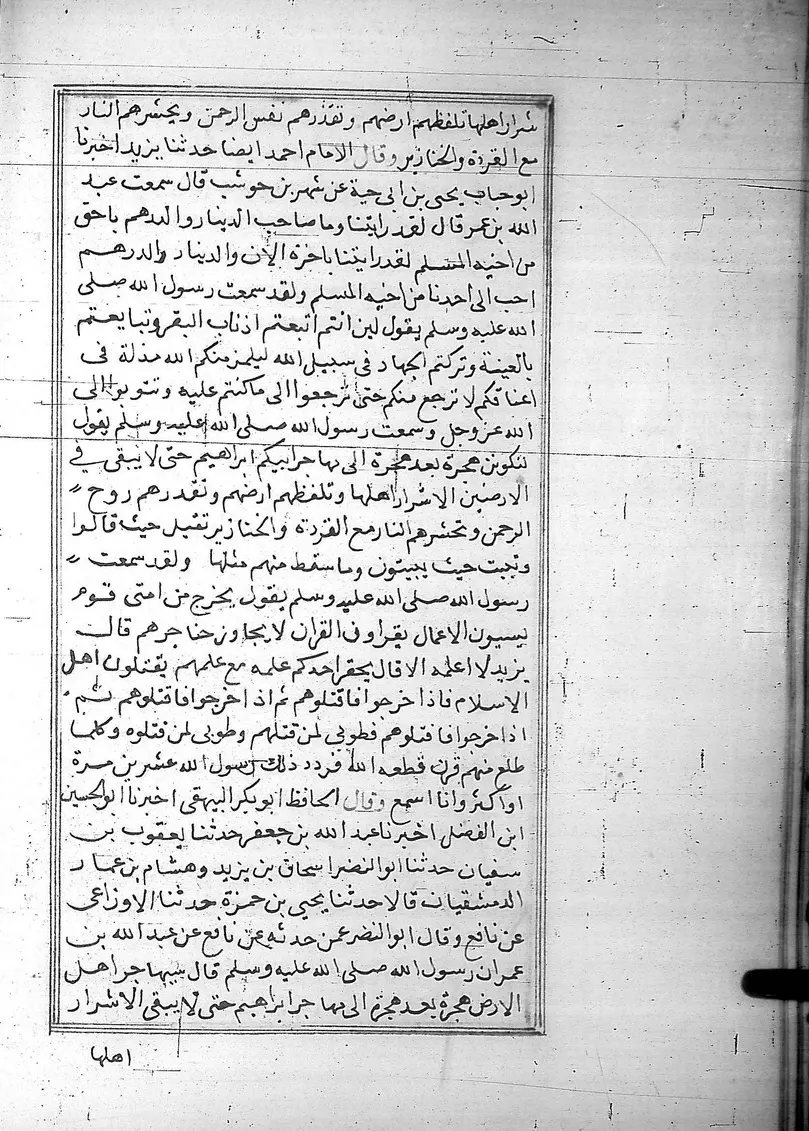 شرار اهلها تلفظهم ارضهم وتقذرهم نفس الرحمن ويحشرهم النار
مع القردة والخنازير وقال الامام احمد ايضا حدثنا يزيد اخبرنا
ابو جناب يحيى بن ابي حية عن شهر بن حوشب قال سمعت عبد
الله بن عمر قال لقد رايتنا وما صاحب الدينار والدرهم باحق
من اخيه المسلم لقد رايتنا باخرة الان والدينار والدرهم
احب الى احدنا من اخيه المسلم ولقد سمعت رسول الله صلى
الله عليه وسلم يقول لين انتم اتبعتم اذناب البقر وتبايعتم
بالعينة وتركتم الجهاد في سبيل الله ليلزمنكم الله مذلة في
اعناقكم لا ترجع منكم حتى ترجعوا الى ما كنتم عليه وتتوبوا الى
الله عز وجل وسمعت رسول الله صلى الله عليه وسلم يقول
لتكونن هجرة بعد هجرة الى مهاجر ابيكم ابراهيم حتى لا يبقى في
الارضين الا شرار اهلها وتلفظهم ارضهم وتقذرهم روح
الرحمن وتحشرهم النار مع القردة والخنازير تقيل حيث قالوا
وتبيت حيث يبيتون وما سقط منهم فلها ولقد سمعت
رسول الله صلى الله عليه وسلم يقول يخرج من امتي قوم
يسيون الاعمال يقراون القران لا يجاوز حناجرهم قال
يزيد لا اعلمه الا قال يحقر احدكم علمه مع علمهم يقتلون اهل
الاسلام فاذا خرجوا فاقتلوهم ثم اذا خرجوا فاقتلوهم ثم
اذا خرجوا فاقتلوهم فطوبى لمن قتلهم وطوبى لمن قتلوه وكلما
طلع منهم قرن قطعه الله فردد ذلك رسول الله عشرين مرة
او اكثر وانا اسمع وقال الحافظ ابو بكر البيهقي اخبرنا ابو الحسين
ابن الفضل اخبرنا عبد الله بن جعفر حدثنا يعقوب بن
سفيان حدثنا ابو النضر اسحاق بن يزيد وهشام بن عمار
الدمشقيان قالا حدثنا يحيى بن حمزة حدثنا الاوزاعي
عن نافع وقال ابو النضر عمن حدثه عن نافع عن عبد الله بن
عمر ان رسول الله صلى الله عليه وسلم قال سيهاجر اهل
الارض هجرة بعد هجرة الى مهاجر ابراهيم حتى لا يبقى الا شرار
اهلها